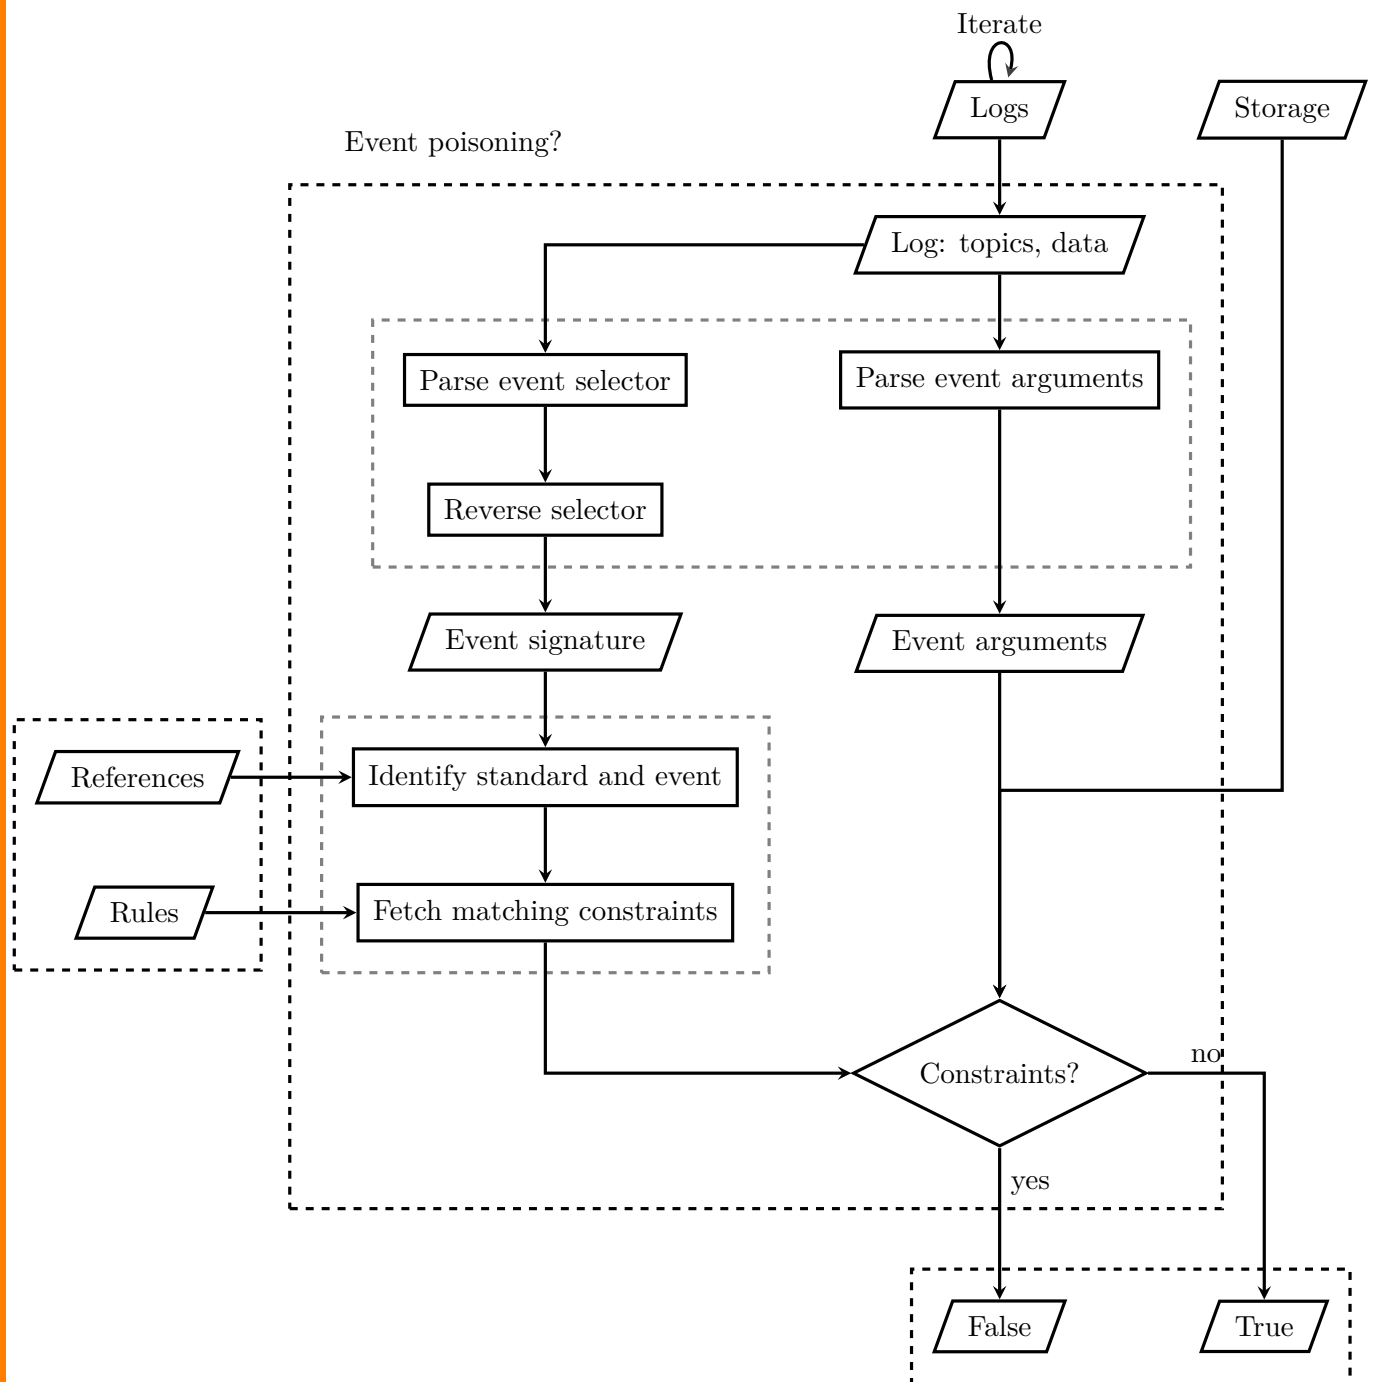 Iterate
Logs
Storage
Event poisoning?
Log: topics, data
Parse event selector
Parse event arguments
Reverse selector
Event signature
Event arguments
References
Identify standard and event
Rules
Fetch matching constraints
no
Constraints?
yes
False
True